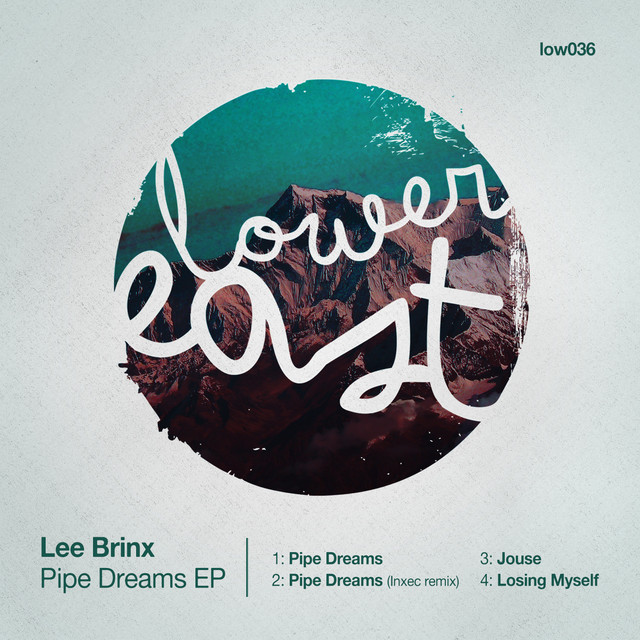 low036
lower
east
Lee Brinx
Pipe Dreams EP
1: Pipe Dreams
2: Pipe Dreams (Inxec remix)
3: Jouse
4: Losing Myself